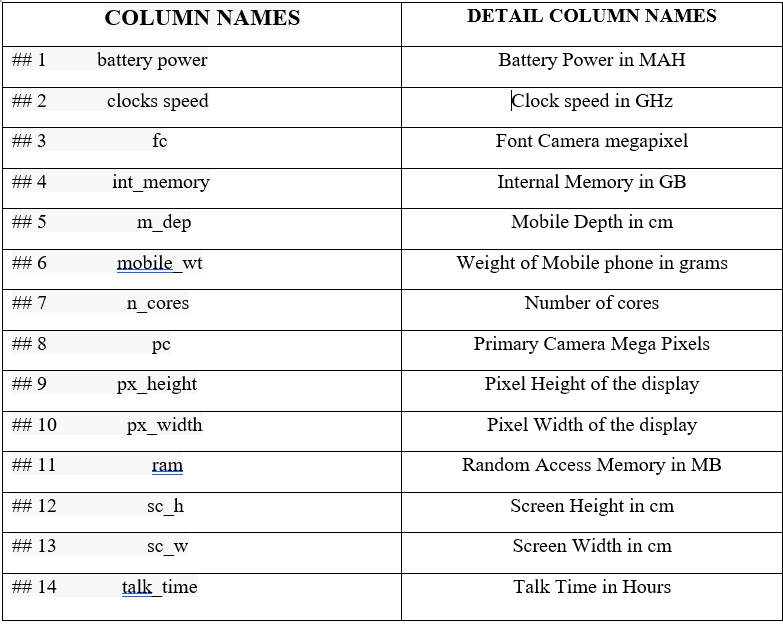 COLUMN NAMES DETAIL COLUMN NAMES
## 1 battery power Battery Power in MAH
## 2 clocks speed Clock speed in GHz
## 3 fc Font Camera megapixel
## 4 int_memory Internal Memory in GB
## 5 m_dep Mobile Depth in cm
## 6 mobile_wt Weight of Mobile phone in grams
## 7 n_cores Number of cores
## 8 pc Primary Camera Mega Pixels
## 9 px_height Pixel Height of the display
## 10 px_width Pixel Width of the display
## 11 ram Random Access Memory in MB
## 12 sc_h Screen Height in cm
## 13 sc_w Screen Width in cm
## 14 talk_time Talk Time in Hours